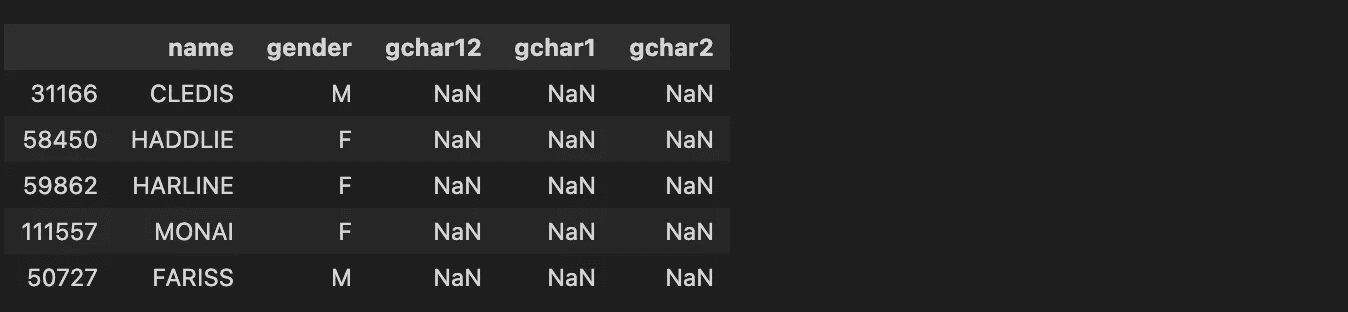 name gender gchar12 gchar1 gchar2
31166 CLEDIS M NaN NaN NaN
58450 HADDLIE F NaN NaN NaN
59862 HARLINE F NaN NaN NaN
111557 MONAI F NaN NaN NaN
50727 FARISS M NaN NaN NaN